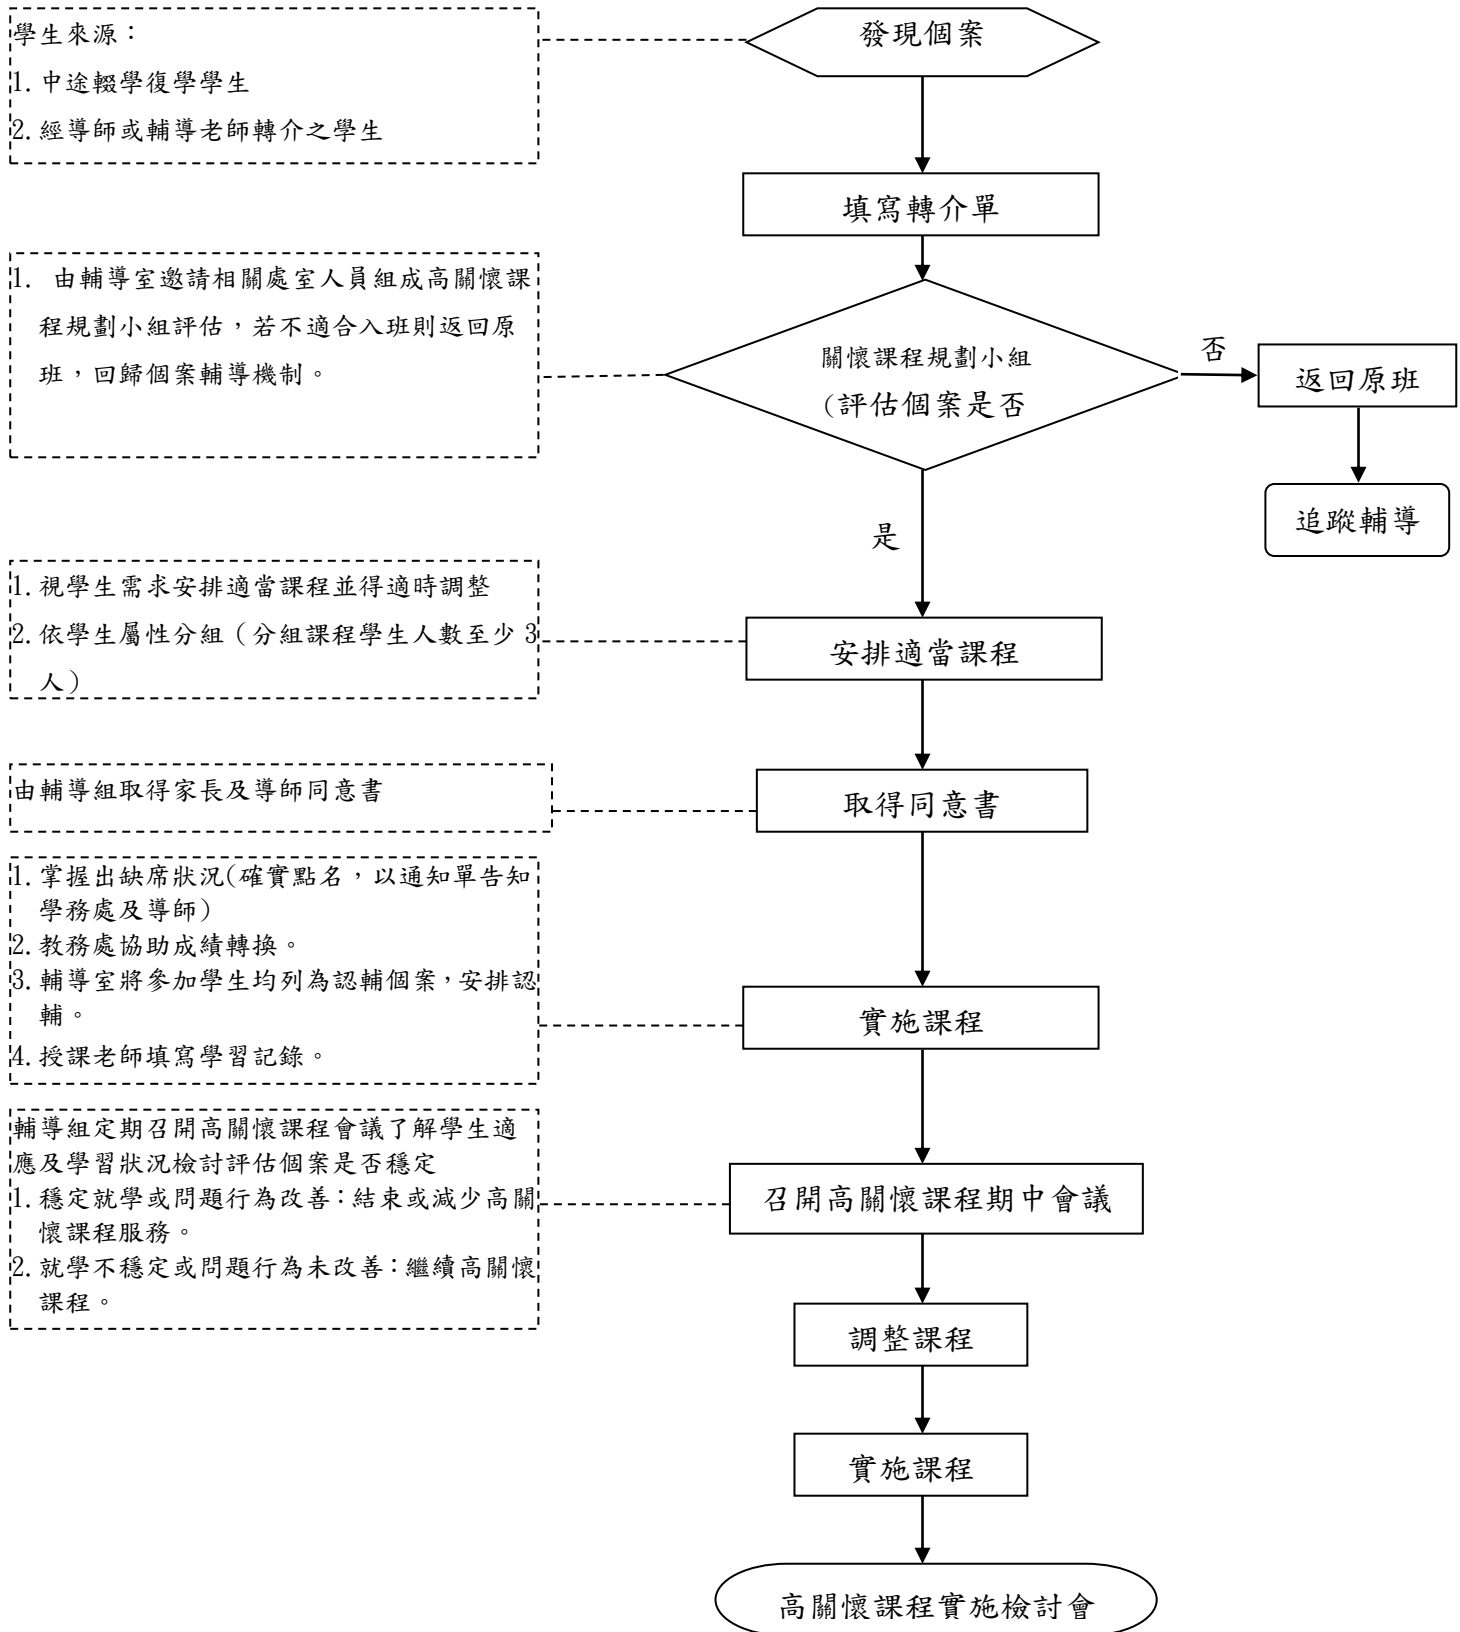 學生來源：
1. 中途輟學復學學生
2. 經導師或輔導老師轉介之學生
發現個案
填寫轉介單
1. 由輔導室邀請相關處室人員組成高關懷課
程規劃小組評估，若不適合入班則返回原
班，回歸個案輔導機制。
關懷課程規劃小組
(評估個案是否
否
返回原班
追蹤輔導
是
1. 視學生需求安排適當課程並得適時調整
2. 依學生屬性分組（分組課程學生人數至少 3
人）
安排適當課程
由輔導組取得家長及導師同意書
取得同意書
1. 掌握出缺席狀況(確實點名，以通知單告知
學務處及導師)
2. 教務處協助成績轉換。
3. 輔導室將參加學生均列為認輔個案，安排認
輔。
4. 授課老師填寫學習記錄。
實施課程
輔導組定期召開高關懷課程會議了解學生適
應及學習狀況檢討評估個案是否穩定
1. 穩定就學或問題行為改善：結束或減少高關
懷課程服務。
2. 就學不穩定或問題行為未改善：繼續高關懷
課程。
召開高關懷課程期中會議
調整課程
實施課程
高關懷課程實施檢討會